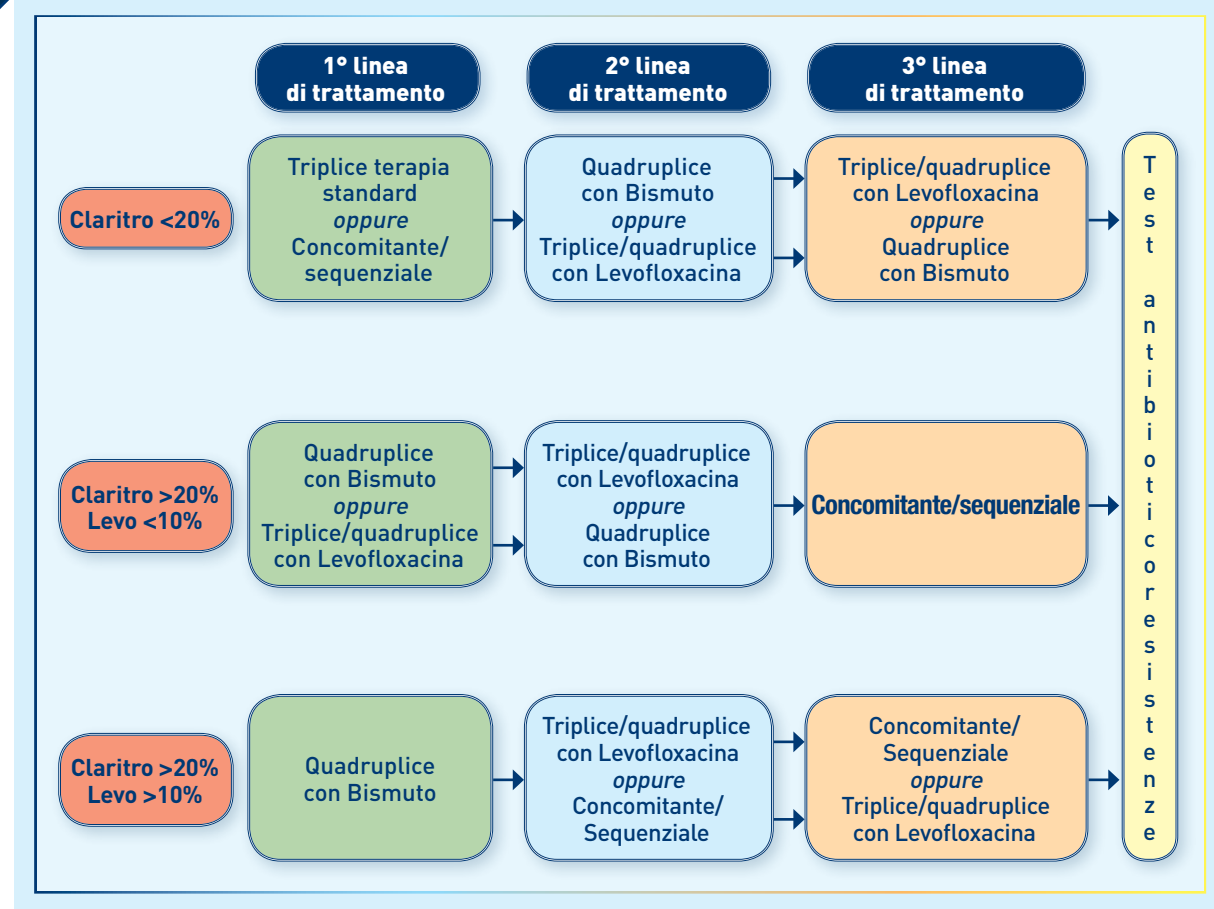 1° linea
di trattamento
2° linea
di trattamento
3° linea
di trattamento
Claritro <20%
Triplice terapia
standard
oppure
Concomitante/
sequenziale
Quadruplice
con Bismuto
oppure
Triplice/quadruplice
con Levofloxacina
Triplice/quadruplice
con Levofloxacina
oppure
Quadruplice
con Bismuto
Claritro >20%
Levo <10%
Quadruplice
con Bismuto
oppure
Triplice/quadruplice
con Levofloxacina
Triplice/quadruplice
con Levofloxacina
oppure
Quadruplice
con Bismuto
Concomitante/sequenziale
Claritro >20%
Levo >10%
Quadruplice
con Bismuto
Triplice/quadruplice
con Levofloxacina
oppure
Concomitante/
Sequenziale
Concomitante/
Sequenziale
oppure
Triplice/quadruplice
con Levofloxacina
Test antibioticoresistenze